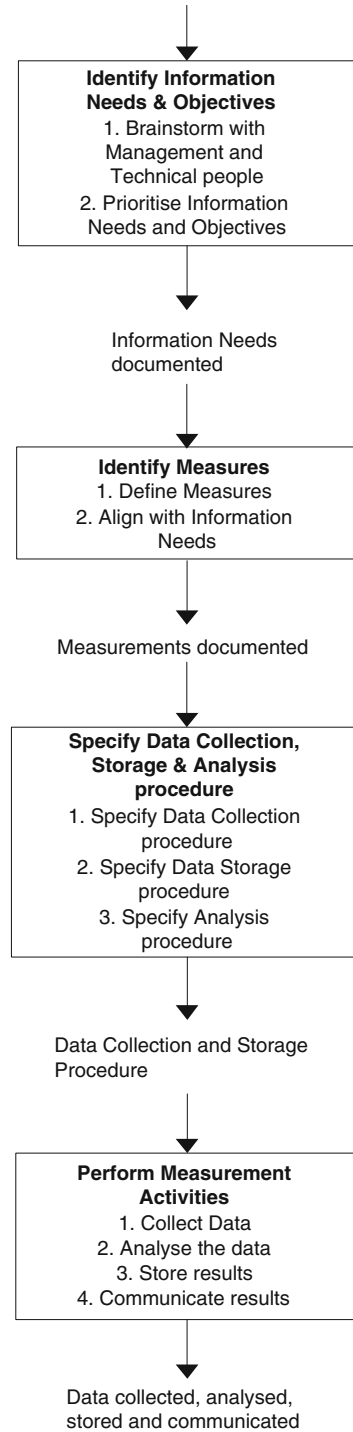 Identify Information
Needs & Objectives
1. Brainstorm with
Management and
Technical people
2. Prioritise Information
Needs and Objectives
Information Needs
documented
Identify Measures
1. Define Measures
2. Align with Information
Needs
Measurements documented
Specify Data Collection,
Storage & Analysis
procedure
1. Specify Data Collection
procedure
2. Specify Data Storage
procedure
3. Specify Analysis
procedure
Data Collection and Storage
Procedure
Perform Measurement
Activities
1. Collect Data
2. Analyse the data
3. Store results
4. Communicate results
Data collected, analysed,
stored and communicated